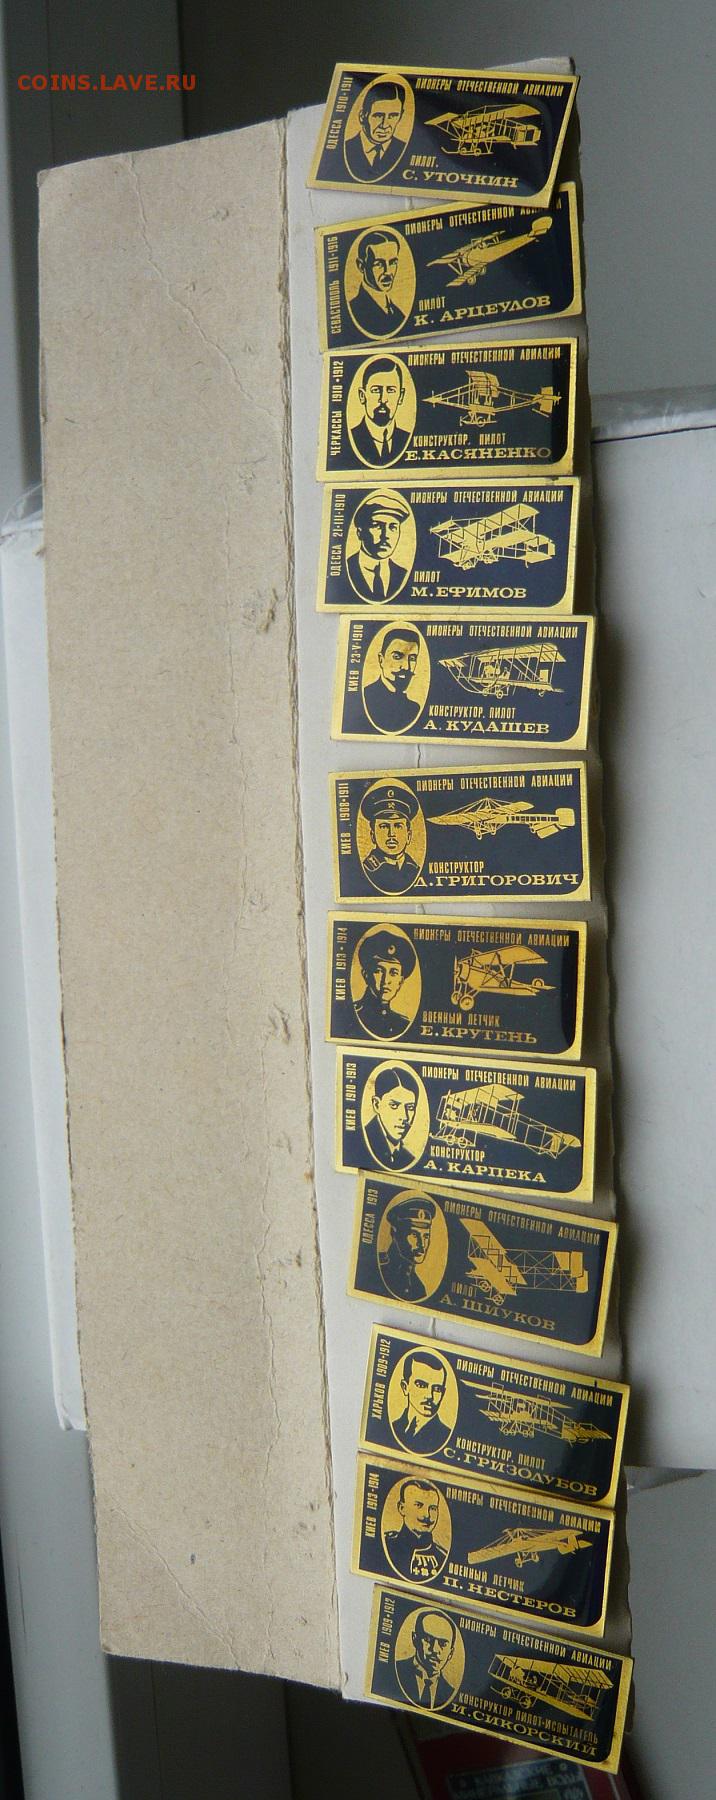 COINS.LAVE.RU
ОДЕССА 1910-1911
ПИОНЕРЫ ОТЕЧЕСТВЕННОЙ АВИАЦИИ
ПИЛОТ.
С. УТОЧКИН
СЕВАСТОПОЛЬ 1911-1916
ПИОНЕРЫ ОТЕЧЕСТВЕННОЙ АВИАЦИИ
ПИЛОТ
К. АРЦЕУЛОВ
ЧЕРКАССЫ 1910-1912
ПИОНЕРЫ ОТЕЧЕСТВЕННОЙ АВИАЦИИ
КОНСТРУКТОР, ПИЛОТ
Е.КАСЯНЕНКО
ОДЕССА 21-III-1910
ПИОНЕРЫ ОТЕЧЕСТВЕННОЙ АВИАЦИИ
ПИЛОТ
М.ЕФИМОВ
КИЕВ 23-V-1910
ПИОНЕРЫ ОТЕЧЕСТВЕННОЙ АВИАЦИИ
КОНСТРУКТОР. ПИЛОТ
А. КУДАШЕВ
КИЕВ 1908-1911
ПИОНЕРЫ ОТЕЧЕСТВЕННОЙ АВИАЦИИ
КОНСТРУКТОР
Д.ГРИГОРОВИЧ
КИЕВ 1913-1914
ПИОНЕРЫ ОТЕЧЕСТВЕННОЙ АВИАЦИИ
ВОЕННЫЙ ЛЕТЧИК
Е. КРУТЕНЬ
КИЕВ 1910-1913
ПИОНЕРЫ ОТЕЧЕСТВЕННОЙ АВИАЦИИ
КОНСТРУКТОР
А. КАРПЕКА
ОДЕССА 1913
ПИОНЕРЫ ОТЕЧЕСТВЕННОЙ АВИАЦИИ
ПИЛОТ
А. ШИУКОВ
ХАРЬКОВ 1909-1912
ПИОНЕРЫ ОТЕЧЕСТВЕННОЙ АВИАЦИИ
КОНСТРУКТОР. ПИЛОТ
С. ГРИЗОДУБОВ
КИЕВ 1913-1914
ПИОНЕРЫ ОТЕЧЕСТВЕННОЙ АВИАЦИИ
ВОЕННЫЙ ЛЕТЧИК
П. НЕСТЕРОВ
КИЕВ 1909-1912
ПИОНЕРЫ ОТЕЧЕСТВЕННОЙ АВИАЦИИ
КОНСТРУКТОР ПИЛОТ-ИСПЫТАТЕЛЬ
И. СИКОРСКИЙ